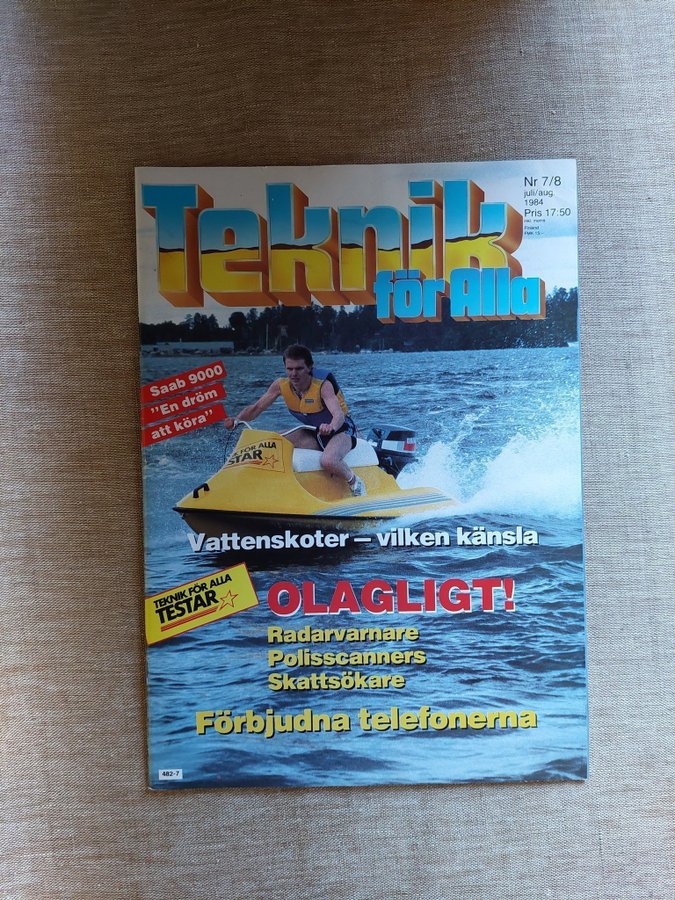 Teknik
för Alla
Nr 7/8
juli/aug.
1984
Pris 17:50
Finland
Saab 9000
"En dröm
att köra"
FÖR ALLA
STAR
Vattenskoter – vilken känsla
TEKNIK FÖR ALLA
TESTAR
OLAGLIGT!
Radarvarnare
Polisscanners
Skattsökare
Förbjudna telefonerna
482-7